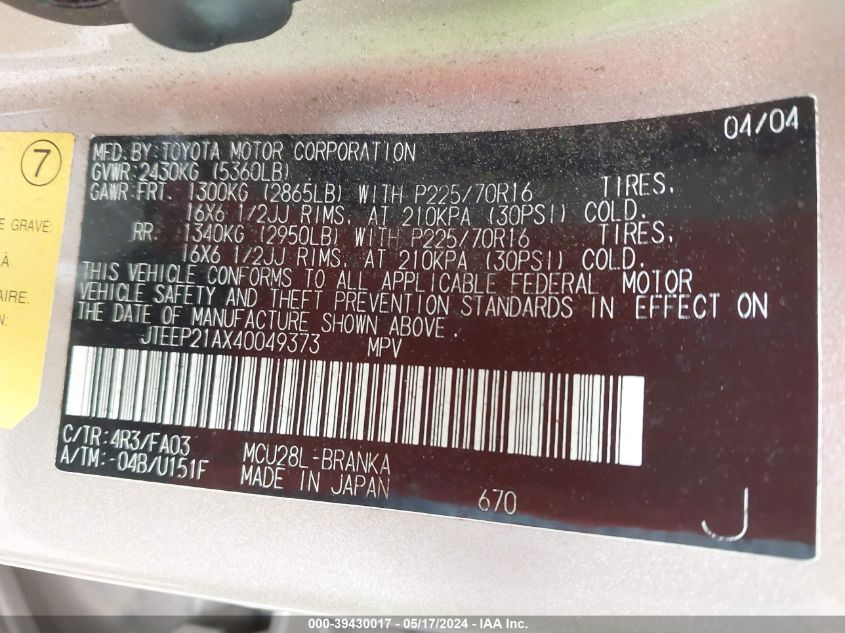 04/04
MFD.BY:TOYOTA MOTOR CORPORATION
GVWR:2430KG (5360LB)
GAWR FRT. 1300KG (2865LB) WITH P225/70R16 TIRES,
16X6 1/2JJ RIMS, AT 210KPA (30PSI) COLD.
RR. 1340KG (2950LB) WITH P225/70R16 TIRES,
16X6 1/2JJ RIMS, AT 210KPA (30PSI) COLD.
THIS VEHICLE CONFORMS TO ALL APPLICABLE FEDERAL MOTOR
VEHICLE SAFETY AND THEFT PREVENTION STANDARDS IN EFFECT ON
THE DATE OF MANUFACTURE SHOWN ABOVE.
JTEEP21AX40049373 MPV
C/TR:4R3/FA03
A/TM:-04B/U151F
MCU28L-BRANKA
MADE IN JAPAN
670
J
7
E GRAVE:
À
AIRE.
N:
000-39430017 — 05/17/2024 — IAA Inc.